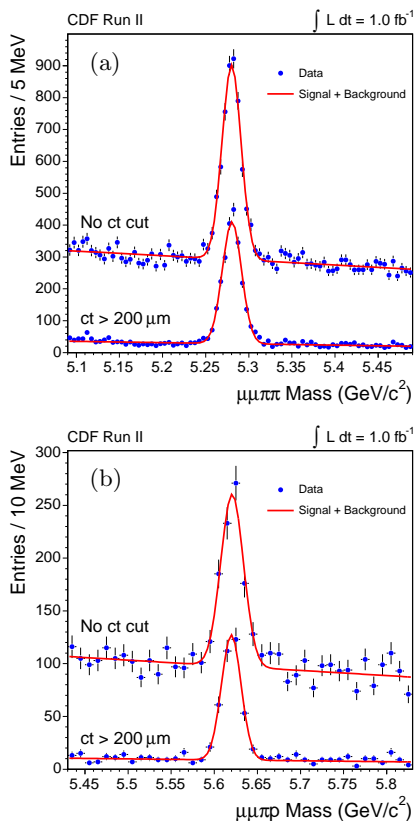 CDF Run II ∫ L dt = 1.0 fb⁻¹
(a)
Data
Signal + Background
No ct cut
ct > 200 μm
Entries / 5 MeV
900
800
700
600
500
400
300
200
100
0
5.1 5.15 5.2 5.25 5.3 5.35 5.4 5.45
μμππ Mass (GeV/c²)
CDF Run II ∫ L dt = 1.0 fb⁻¹
(b)
Data
Signal + Background
No ct cut
ct > 200 μm
Entries / 10 MeV
300
250
200
150
100
50
0
5.45 5.5 5.55 5.6 5.65 5.7 5.75 5.8
μμπp Mass (GeV/c²)